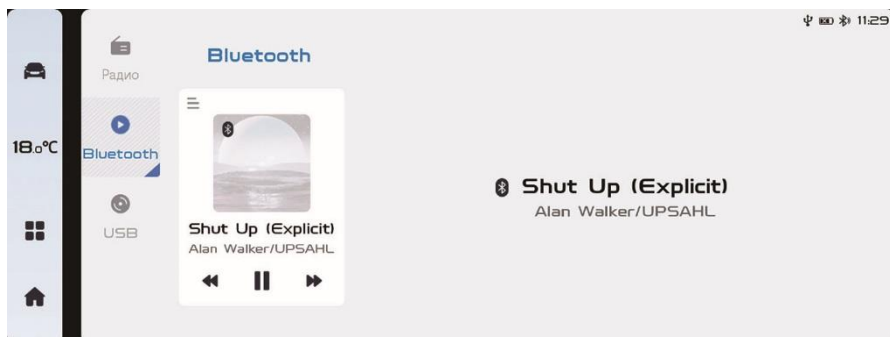 11:29
18.0°C
Радио
Bluetooth
USB
Bluetooth
Shut Up (Explicit)
Alan Walker/UPSAHL
Shut Up (Explicit)
Alan Walker/UPSAHL